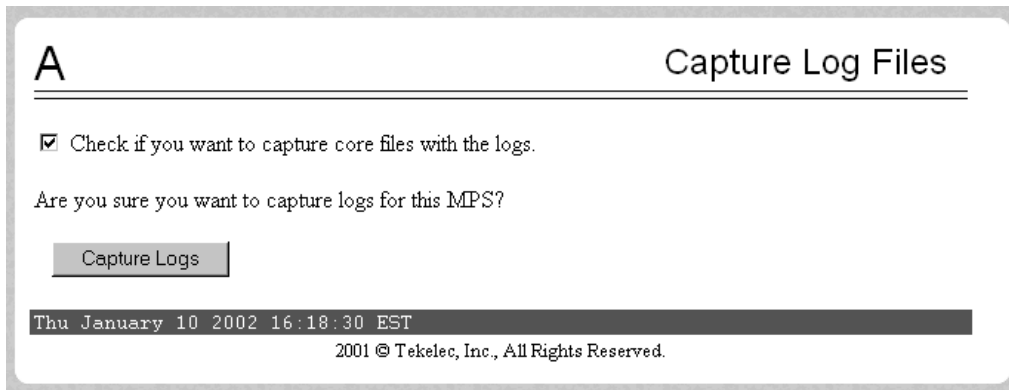 A
Capture Log Files
Check if you want to capture core files with the logs.
Are you sure you want to capture logs for this MPS?
Capture Logs
Thu January 10 2002 16:18:30 EST
2001 © Tekelec, Inc., All Rights Reserved.